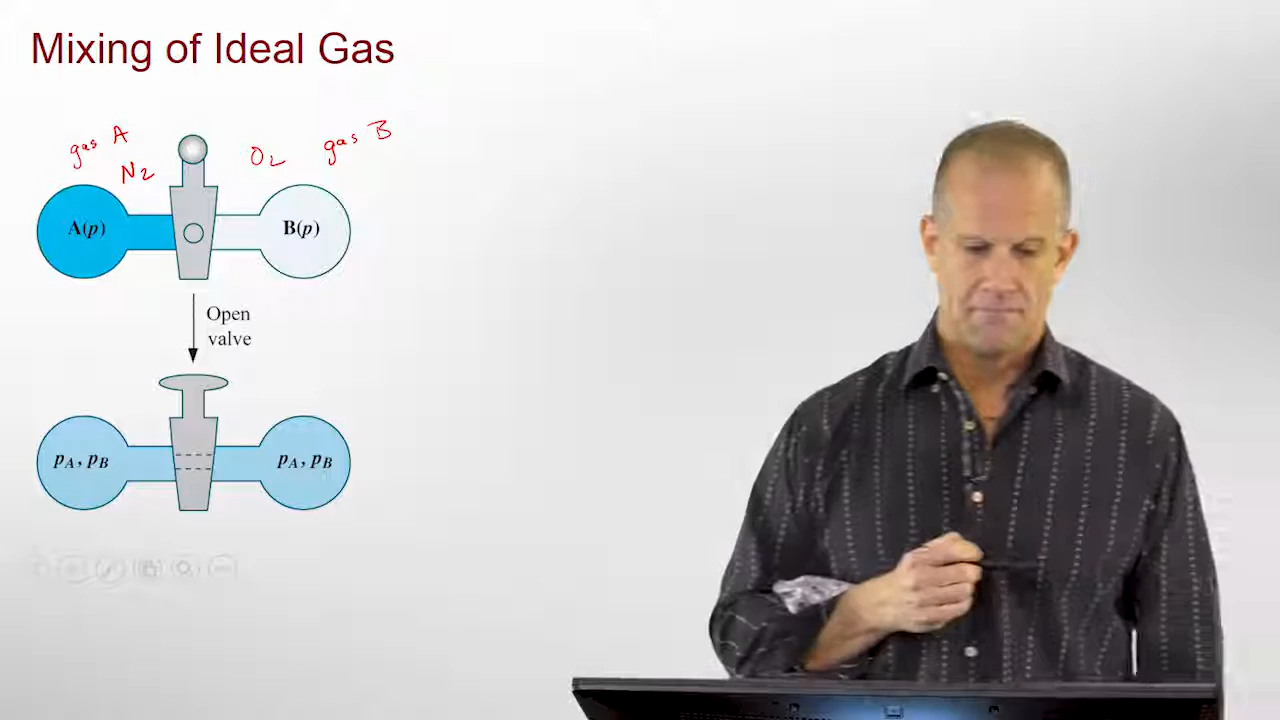 Mixing of Ideal Gas
gas A
N2
O2
gas B
A(p)
B(p)
Open
valve
pA, pB
pA, pB